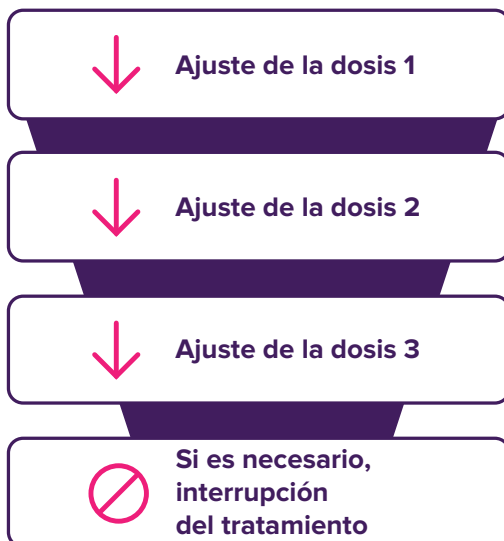 Ajuste de la dosis 1
Ajuste de la dosis 2
Ajuste de la dosis 3
Si es necesario,
interrupción
del tratamiento